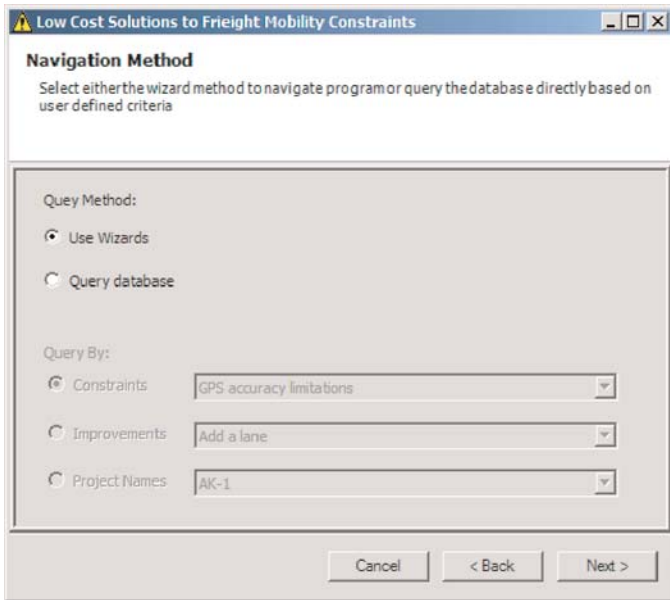 Low Cost Solutions to Frieight Mobility Constraints
Navigation Method
Select either the wizard method to navigate program or query the database directly based on
user defined criteria
Quey Method:
Use Wizards
Query database
Query By:
Constraints GPS accuracy limitations
Improvements Add a lane
Project Names AK-1
Cancel < Back Next >